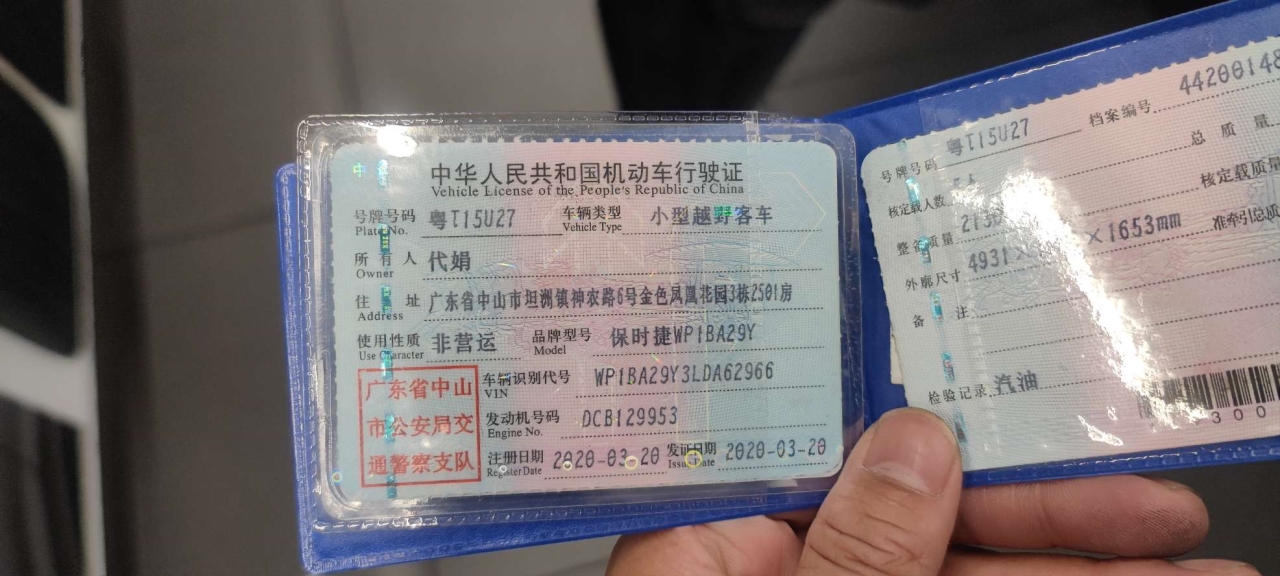 中华人民共和国机动车行驶证
Vehicle License of the People's Republic of China
号牌号码 粤T15U27 车辆类型 小型越野客车
Plate No. Vehicle Type
所有人 代娟
Owner
住址 广东省中山市坦洲镇神农路6号金色凤凰花园3栋2501房
Address
使用性质 非营运 品牌型号 保时捷WP1BA29Y
Use Character Model
车辆识别代号 WP1BA29Y3LDA62966
VIN
发动机号码 DCB129953
Engine No.
注册日期 2020-03-20 发证日期 2020-03-20
Register Date Issue Date
广东省中山
市公安局交
通警察支队
号牌号码 粤T15U27 档案编号 44200148
核定载人数 总质量
整备质量 核定载质量
外廓尺寸 4931× ×1653mm 准牵引总质
备注
检验记录 汽油
300